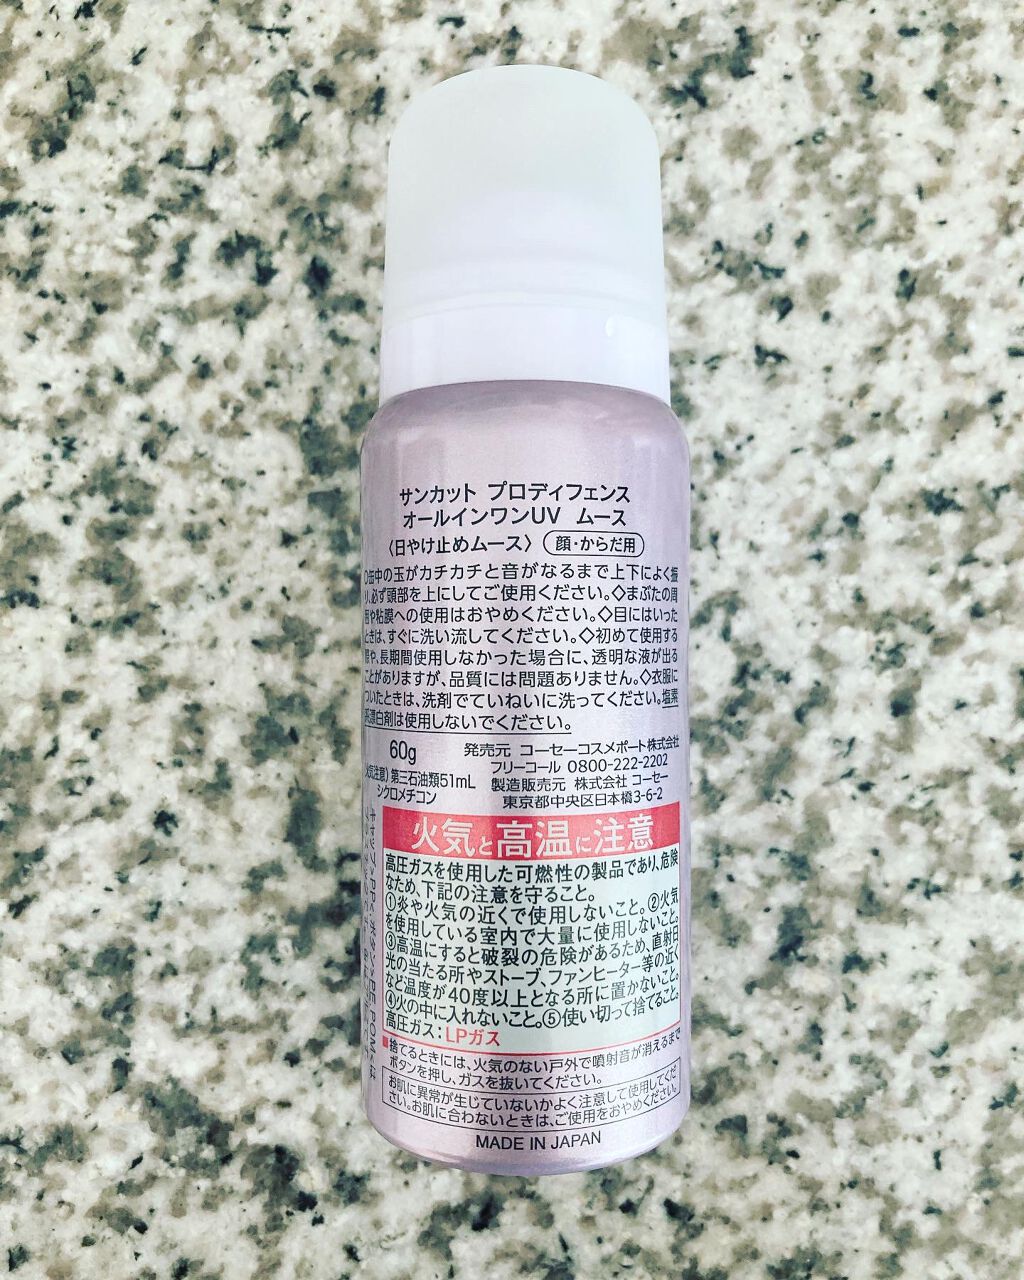 サンカット プロディフェンス
オールインワンUV ムース
〈日やけ止めムース〉 顔・からだ用
◇缶中の玉がカチカチと音がなるまで上下によく振
り、必ず頭部を上にしてご使用ください。◇まぶたの周
囲や粘膜への使用はおやめください。◇目にはいった
ときは、すぐに洗い流してください。◇初めて使用する
際や、長期間使用しなかった場合に、透明な液が出る
ことがありますが、品質には問題ありません。◇衣服に
ついたときは、洗剤でていねいに洗ってください。塩素
系漂白剤は使用しないでください。
60g 発売元 コーセーコスメポート株式会社
フリーコール 0800-222-2202
火気注意) 第三石油類51mL 製造販売元 株式会社 コーセー
シクロメチコン 東京都中央区日本橋3-6-2
火気と高温に注意
高圧ガスを使用した可燃性の製品であり、危険
なため、下記の注意を守ること。
①炎や火気の近くで使用しないこと。②火気
を使用している室内で大量に使用しないこと。
③高温にすると破裂の危険があるため、直射日
光の当たる所やストーブ、ファンヒーター等の近く
など温度が40度以上となる所に置かないこと。
④火の中に入れないこと。⑤使い切って捨てること。
高圧ガス:LPガス
■捨てるときには、火気のない戸外で噴射音が消えるまで
ボタンを押し、ガスを抜いてください。
お肌に異常が生じていないかよく注意して使用してくだ
さい。お肌に合わないときは、ご使用をおやめください。
MADE IN JAPAN
キャップ>PP<、ボタン>PE,POM<は